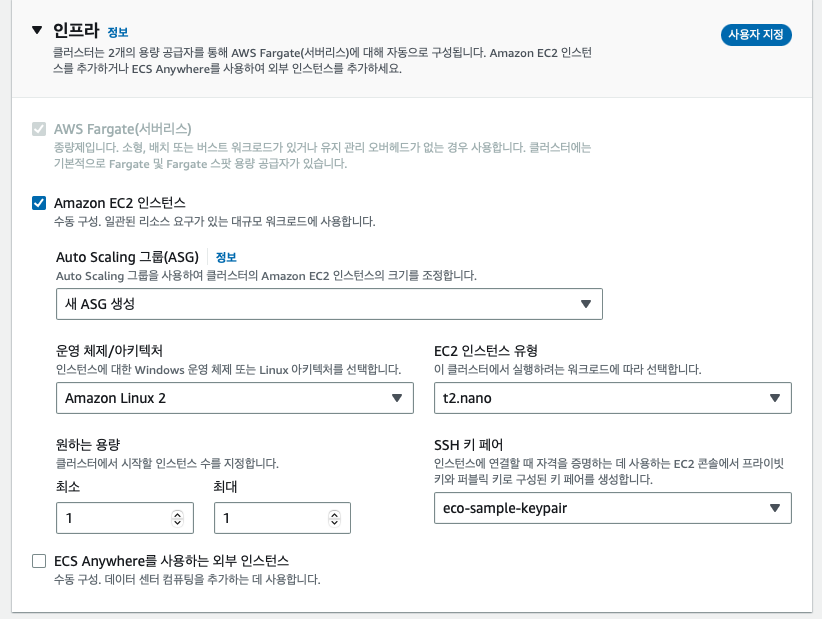 인프라 정보
사용자 지정
클러스터는 2개의 용량 공급자를 통해 AWS Fargate(서버리스)에 대해 자동으로 구성됩니다. Amazon EC2 인스턴
스를 추가하거나 ECS Anywhere를 사용하여 외부 인스턴스를 추가하세요.
AWS Fargate(서버리스)
종량제입니다. 소형, 배치 또는 버스트 워크로드가 있거나 유지 관리 오버헤드가 없는 경우 사용합니다. 클러스터에는
기본적으로 Fargate 및 Fargate 스팟 용량 공급자가 있습니다.
Amazon EC2 인스턴스
수동 구성. 일관된 리소스 요구가 있는 대규모 워크로드에 사용합니다.
Auto Scaling 그룹(ASG) 정보
Auto Scaling 그룹을 사용하여 클러스터의 Amazon EC2 인스턴스의 크기를 조정합니다.
새 ASG 생성
운영 체제/아키텍처
인스턴스에 대한 Windows 운영 체제 또는 Linux 아키텍처를 선택합니다.
Amazon Linux 2
EC2 인스턴스 유형
이 클러스터에서 실행하려는 워크로드에 따라 선택합니다.
t2.nano
원하는 용량
클러스터에서 시작할 인스턴스 수를 지정합니다.
최소 최대
1 1
SSH 키 페어
인스턴스에 연결할 때 자격을 증명하는 데 사용하는 EC2 콘솔에서 프라이빗
키와 퍼블릭 키로 구성된 키 페어를 생성합니다.
eco-sample-keypair
ECS Anywhere를 사용하는 외부 인스턴스
수동 구성. 데이터 센터 컴퓨팅을 추가하는 데 사용합니다.